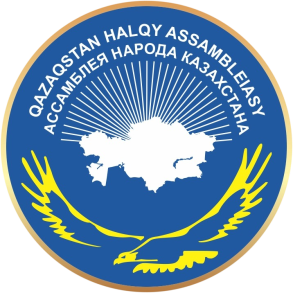 QAZAQSTAN HALQY ASSAMBLEIASY
АССАМБЛЕЯ НАРОДА КАЗАХСТАНА